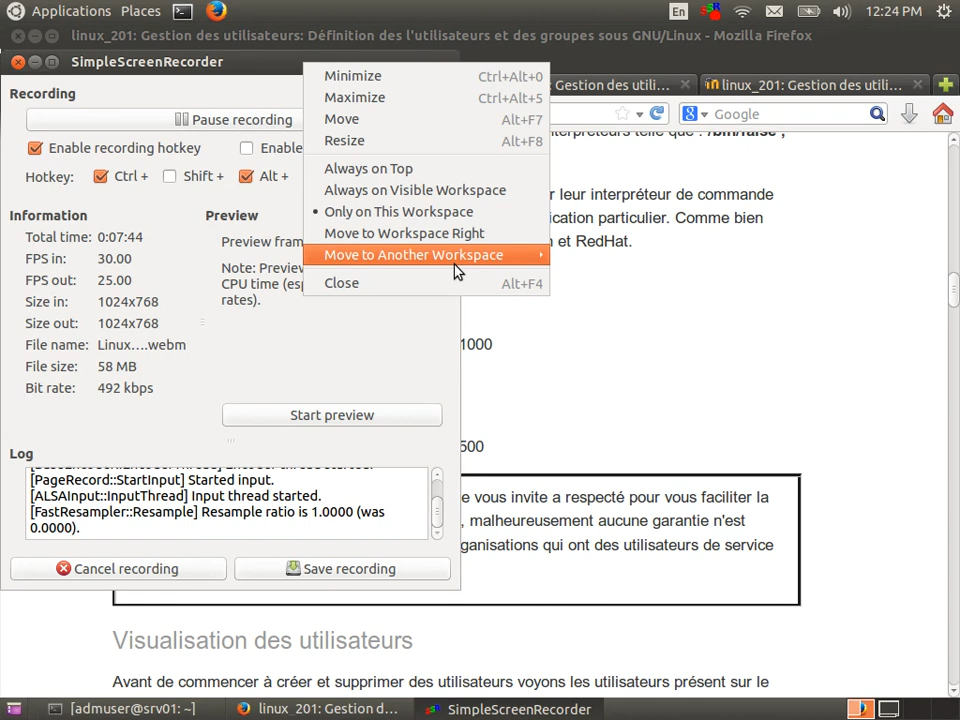 Applications Places En 12:24 PM
linux_201: Gestion des utilisateurs: Définition des l'utilisateurs et des groupes sous GNU/Linux - Mozilla Firefox
SimpleScreenRecorder
Gestion des utili... linux_201: Gestion des utili...
Google
Recording
Pause recording
Enable recording hotkey Enable
Hotkey: Ctrl + Shift + Alt +
Information
Total time: 0:07:44
FPS in: 30.00
FPS out: 25.00
Size in: 1024x768
Size out: 1024x768
File name: Linux....webm
File size: 58 MB
Bit rate: 492 kbps
Preview
Preview fram
Note: Previe
CPU time (esp
rates).
Start preview
Log
[PageRecord::StartInput] Started input.
[ALSAInput::InputThread] Input thread started.
[FastResampler::Resample] Resample ratio is 1.0000 (was
0.0000).
Cancel recording Save recording
Minimize Ctrl+Alt+0
Maximize Ctrl+Alt+5
Move Alt+F7
Resize Alt+F8
Always on Top
Always on Visible Workspace
Only on This Workspace
Move to Workspace Right
Move to Another Workspace
Close Alt+F4
interpréteurs telle que : /bin/false ,
r leur interpréteur de commande
ication particulier. Comme bien
n et RedHat.
1000
500
e vous invite a respecté pour vous faciliter la
, malheureusement aucune garantie n'est
ganisations qui ont des utilisateurs de service
Visualisation des utilisateurs
Avant de commencer à créer et supprimer des utilisateurs voyons les utilisateurs présent sur le
[admuser@srv01: ~] linux_201: Gestion d... SimpleScreenRecorder